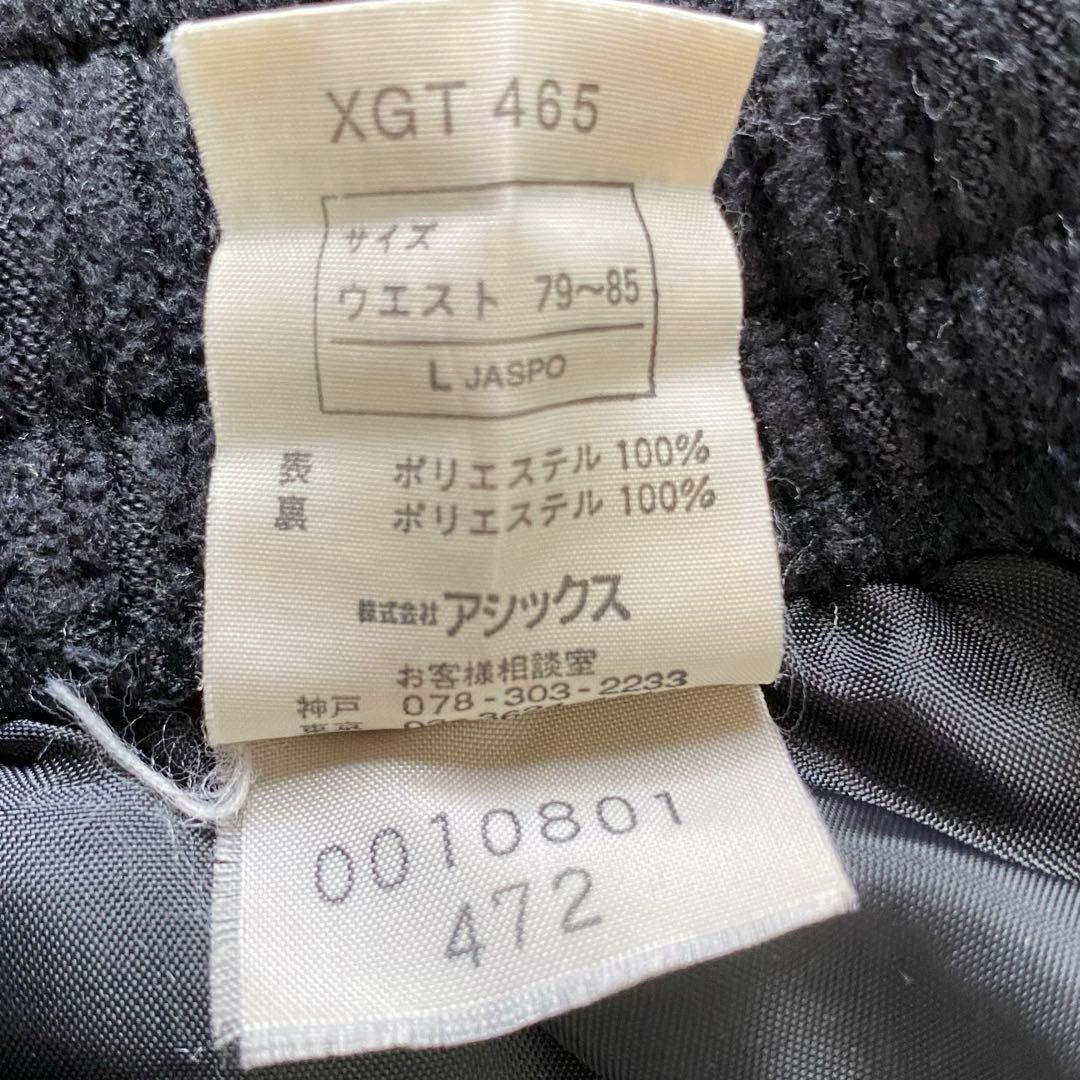 XGT 465
サイズ
ウエスト 79~85
L JASPO
表 ポリエステル 100%
裏 ポリエステル 100%
株式会社 アシックス
お客様相談室
神戸 078-303-2233
東京
0010801
472